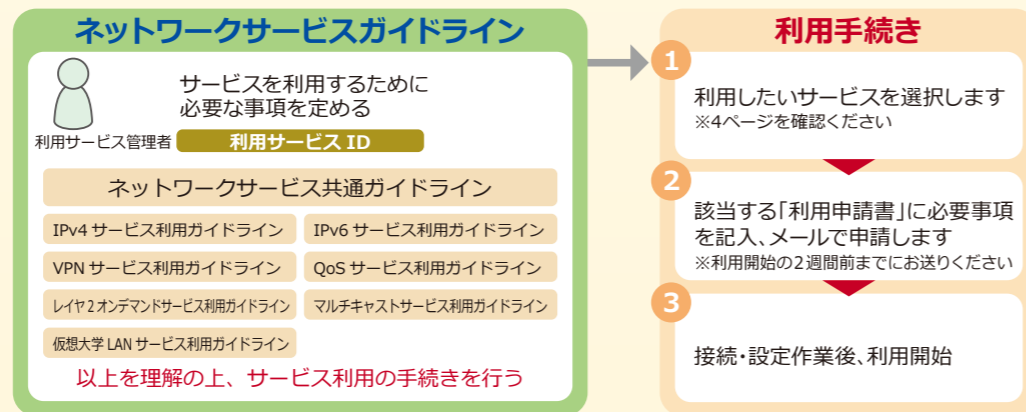 ネットワークサービスガイドライン
サービスを利用するために
必要な事項を定める
利用サービス管理者
利用サービス ID
ネットワークサービス共通ガイドライン
IPv4 サービス利用ガイドライン
IPv6 サービス利用ガイドライン
VPN サービス利用ガイドライン
QoS サービス利用ガイドライン
レイヤ2オンデマンドサービス利用ガイドライン
マルチキャストサービス利用ガイドライン
仮想大学 LAN サービス利用ガイドライン
以上を理解の上、サービス利用の手続きを行う
利用手続き
1
利用したいサービスを選択します
※4ページを確認ください
2
該当する「利用申請書」に必要事項
を記入、メールで申請します
※利用開始の2週間前までにお送りください
3
接続・設定作業後、利用開始